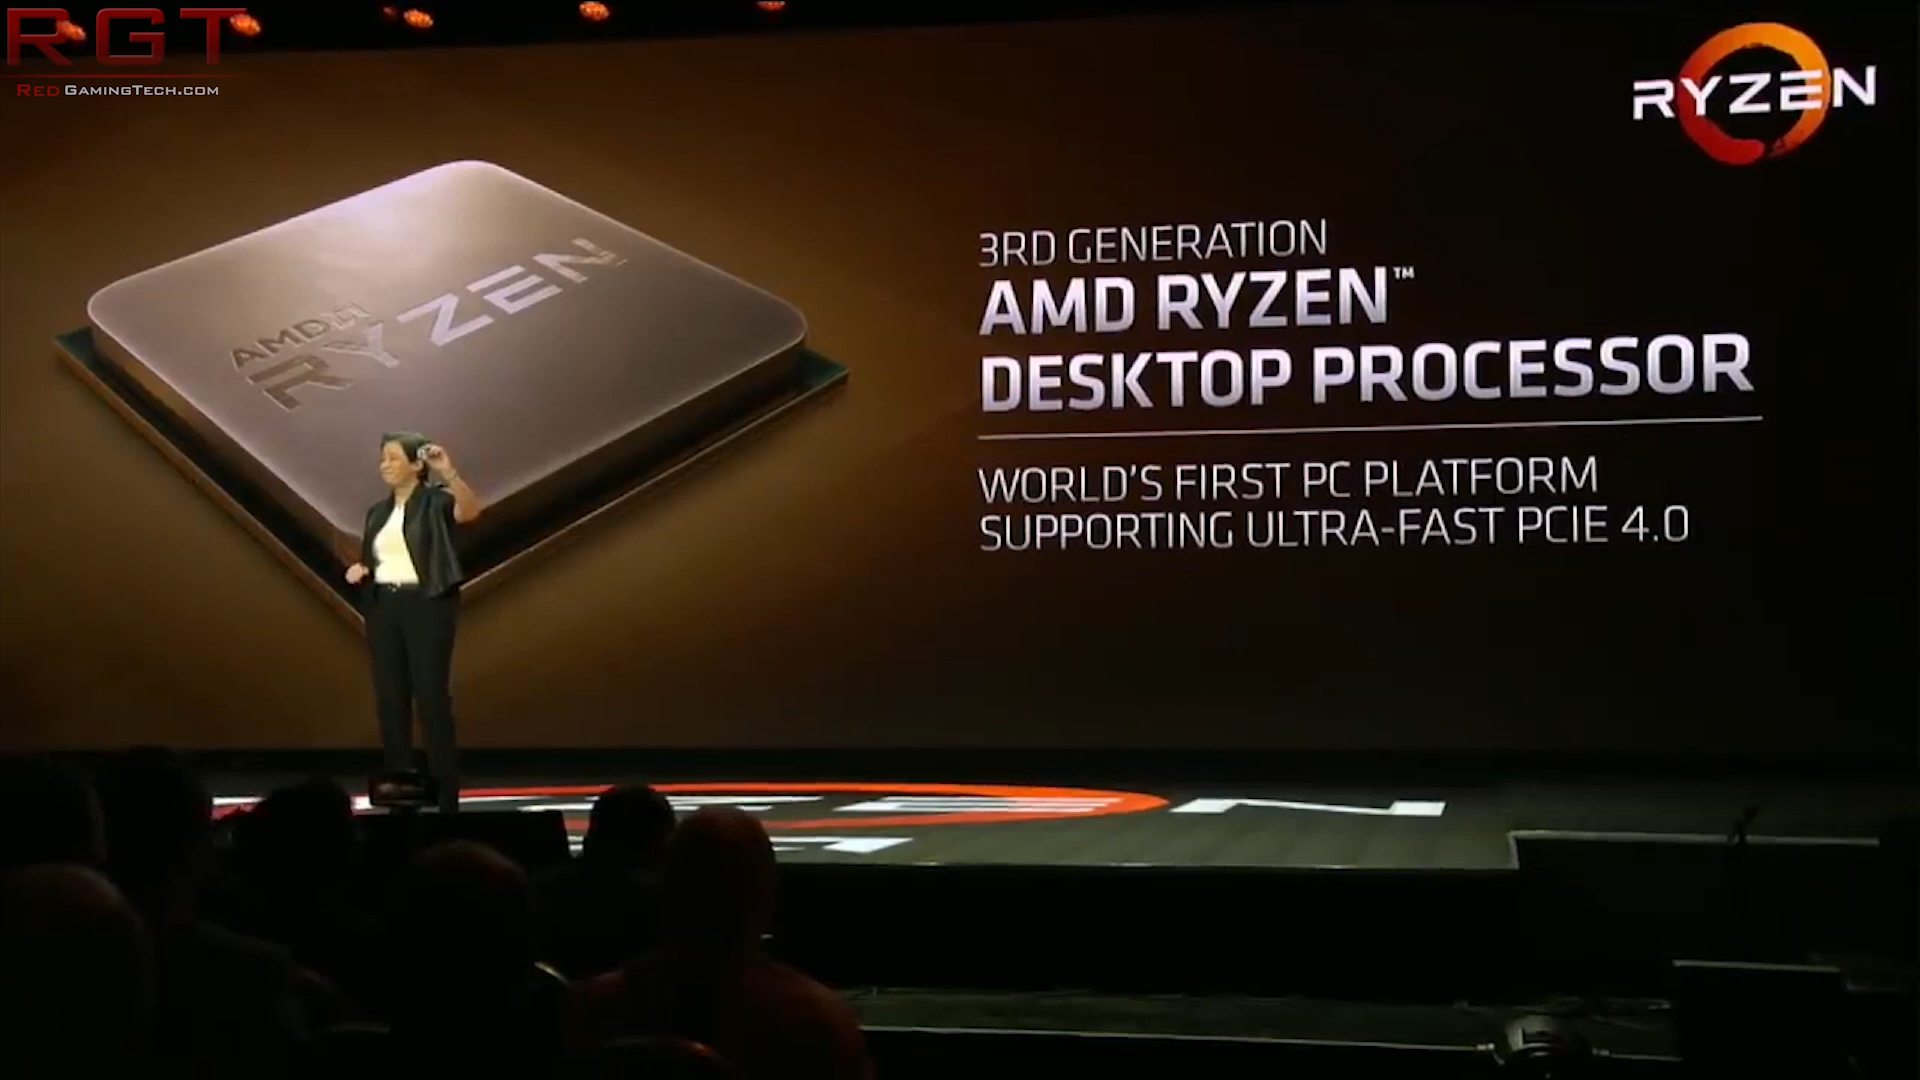 RGT
RedGamingTech.com
RYZEN
AMD
RYZEN
3RD GENERATION
AMD RYZEN™
DESKTOP PROCESSOR
WORLD'S FIRST PC PLATFORM
SUPPORTING ULTRA-FAST PCIE 4.0